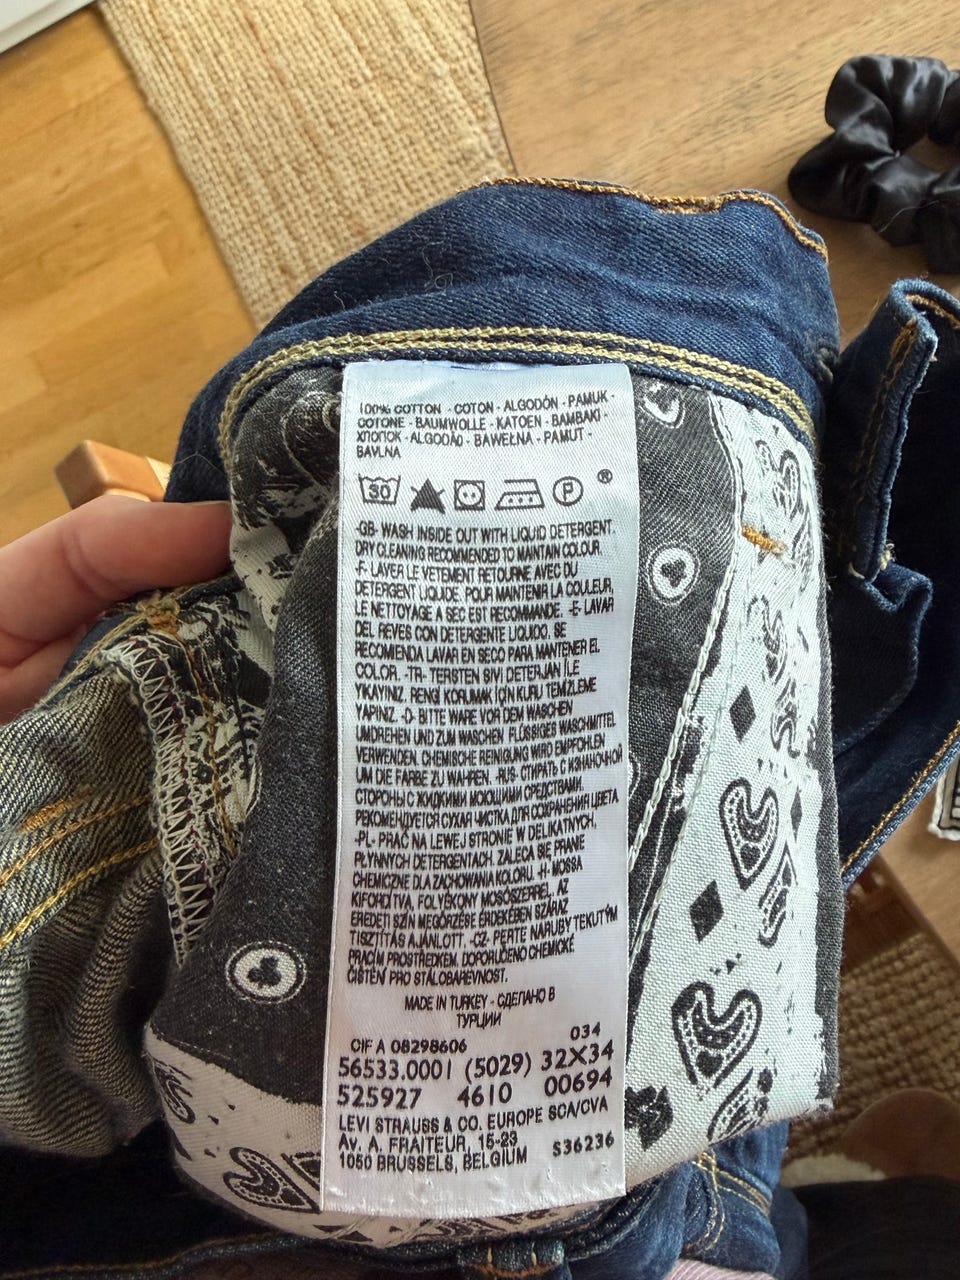 100% COTTON - COTON - ALGODÓN - PAMUK -
COTONE - BAUMWOLLE - KATOEN - BAMBAKI -
ХЛОПОК - ALGODÃO - BAWEŁNA - PAMUT -
BAVLNA
30 P ®
-GB- WASH INSIDE OUT WITH LIQUID DETERGENT.
DRY CLEANING RECOMMENDED TO MAINTAIN COLOUR.
-F- LAVER LE VETEMENT RETOURNE AVEC DU
DETERGENT LIQUIDE. POUR MAINTENIR LA COULEUR,
LE NETTOYAGE A SEC EST RECOMMANDE. -E- LAVAR
DEL REVES CON DETERGENTE LIQUIDO. SE
RECOMIENDA LAVAR EN SECO PARA MANTENER EL
COLOR. -TR- TERSTEN SIVI DETERJAN İLE
YIKAYINIZ. RENGİ KORUMAK İÇİN KURU TEMİZLEME
YAPINIZ. -D- BITTE WARE VOR DEM WASCHEN
UMDREHEN UND ZUM WASCHEN FLÜSSIGES WASCHMITTEL
VERWENDEN. CHEMISCHE REINIGUNG WIRD EMPFOHLEN
UM DIE FARBE ZU WAHREN. -RUS- СТИРАТЬ С ИЗНАНОЧНОЙ
СТОРОНЫ С ЖИДКИМИ МОЮЩИМИ СРЕДСТВАМИ.
РЕКОМЕНДУЕТСЯ СУХАЯ ЧИСТКА ДЛЯ СОХРАНЕНИЯ ЦВЕТА
-PL- PRAĆ NA LEWEJ STRONIE W DELIKATNYCH,
PŁYNNYCH DETERGENTACH. ZALECA SIĘ PRANIE
CHEMICZNE DLA ZACHOWANIA KOLORU. -H- MOSSA
KIFORDÍTVA, FOLYÉKONY MOSÓSZERREL. AZ
EREDETI SZÍN MEGŐRZÉSE ÉRDEKÉBEN SZÁRAZ
TISZTÍTÁS AJÁNLOTT. -CZ- PERTE NARUBY TEKUTÝM
PRACÍM PROSTŘEDKEM. DOPORUČENO CHEMICKÉ
ČIŠTĚNÍ PRO STÁLOBAREVNOST.
MADE IN TURKEY - СДЕЛАНО В
ТУРЦИИ
034
CIF A 08298606
56533.0001 (5029) 32X34
525927 4610 00694
LEVI STRAUSS & CO. EUROPE SCA/CVA
Av. A. FRAITEUR, 15-23
1050 BRUSSELS, BELGIUM S36236